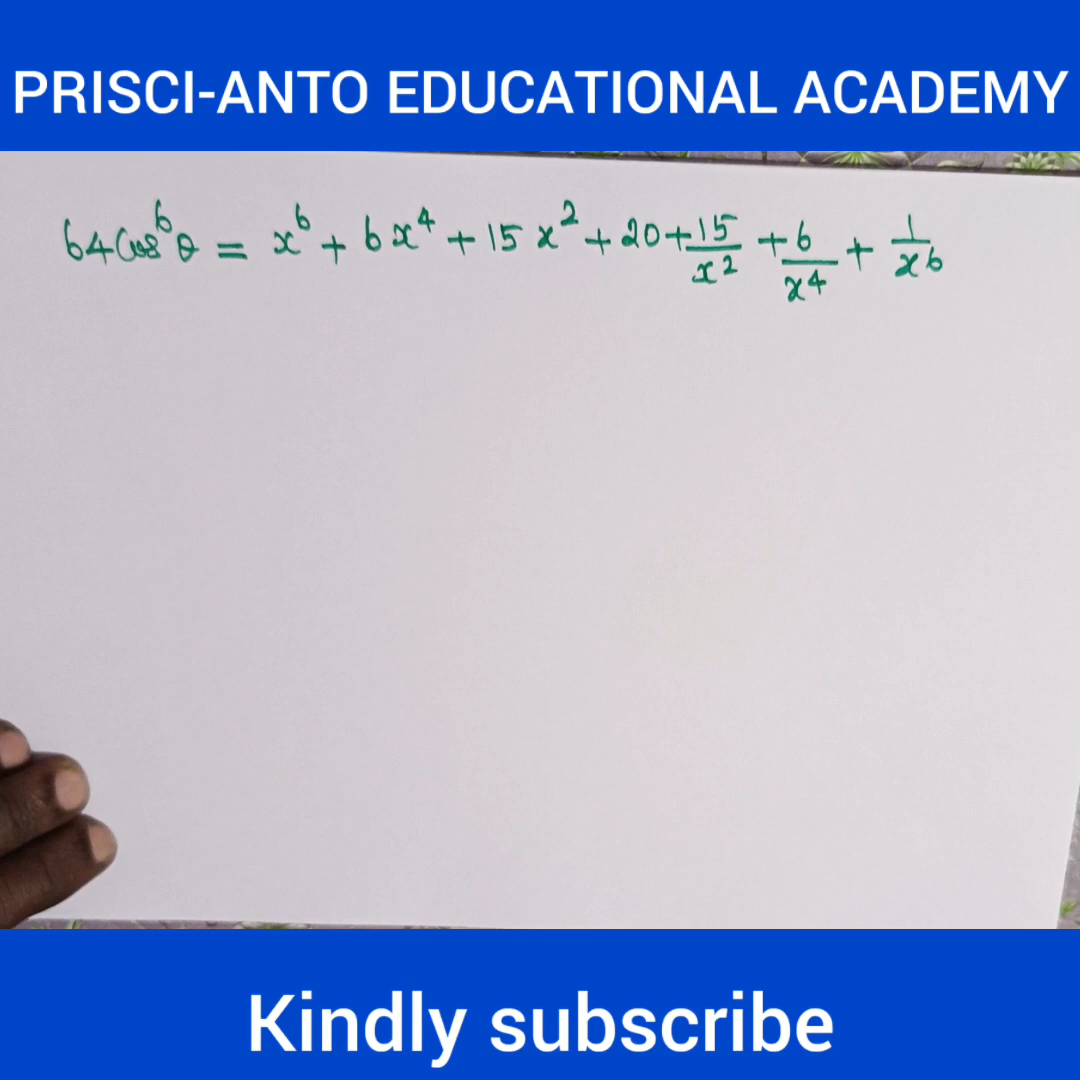 PRISCI-ANTO EDUCATIONAL ACADEMY
64Cos⁶θ = x⁶ + 6x⁴ + 15x² + 20 + 15/x² + 6/x⁴ + 1/x6
Kindly subscribe